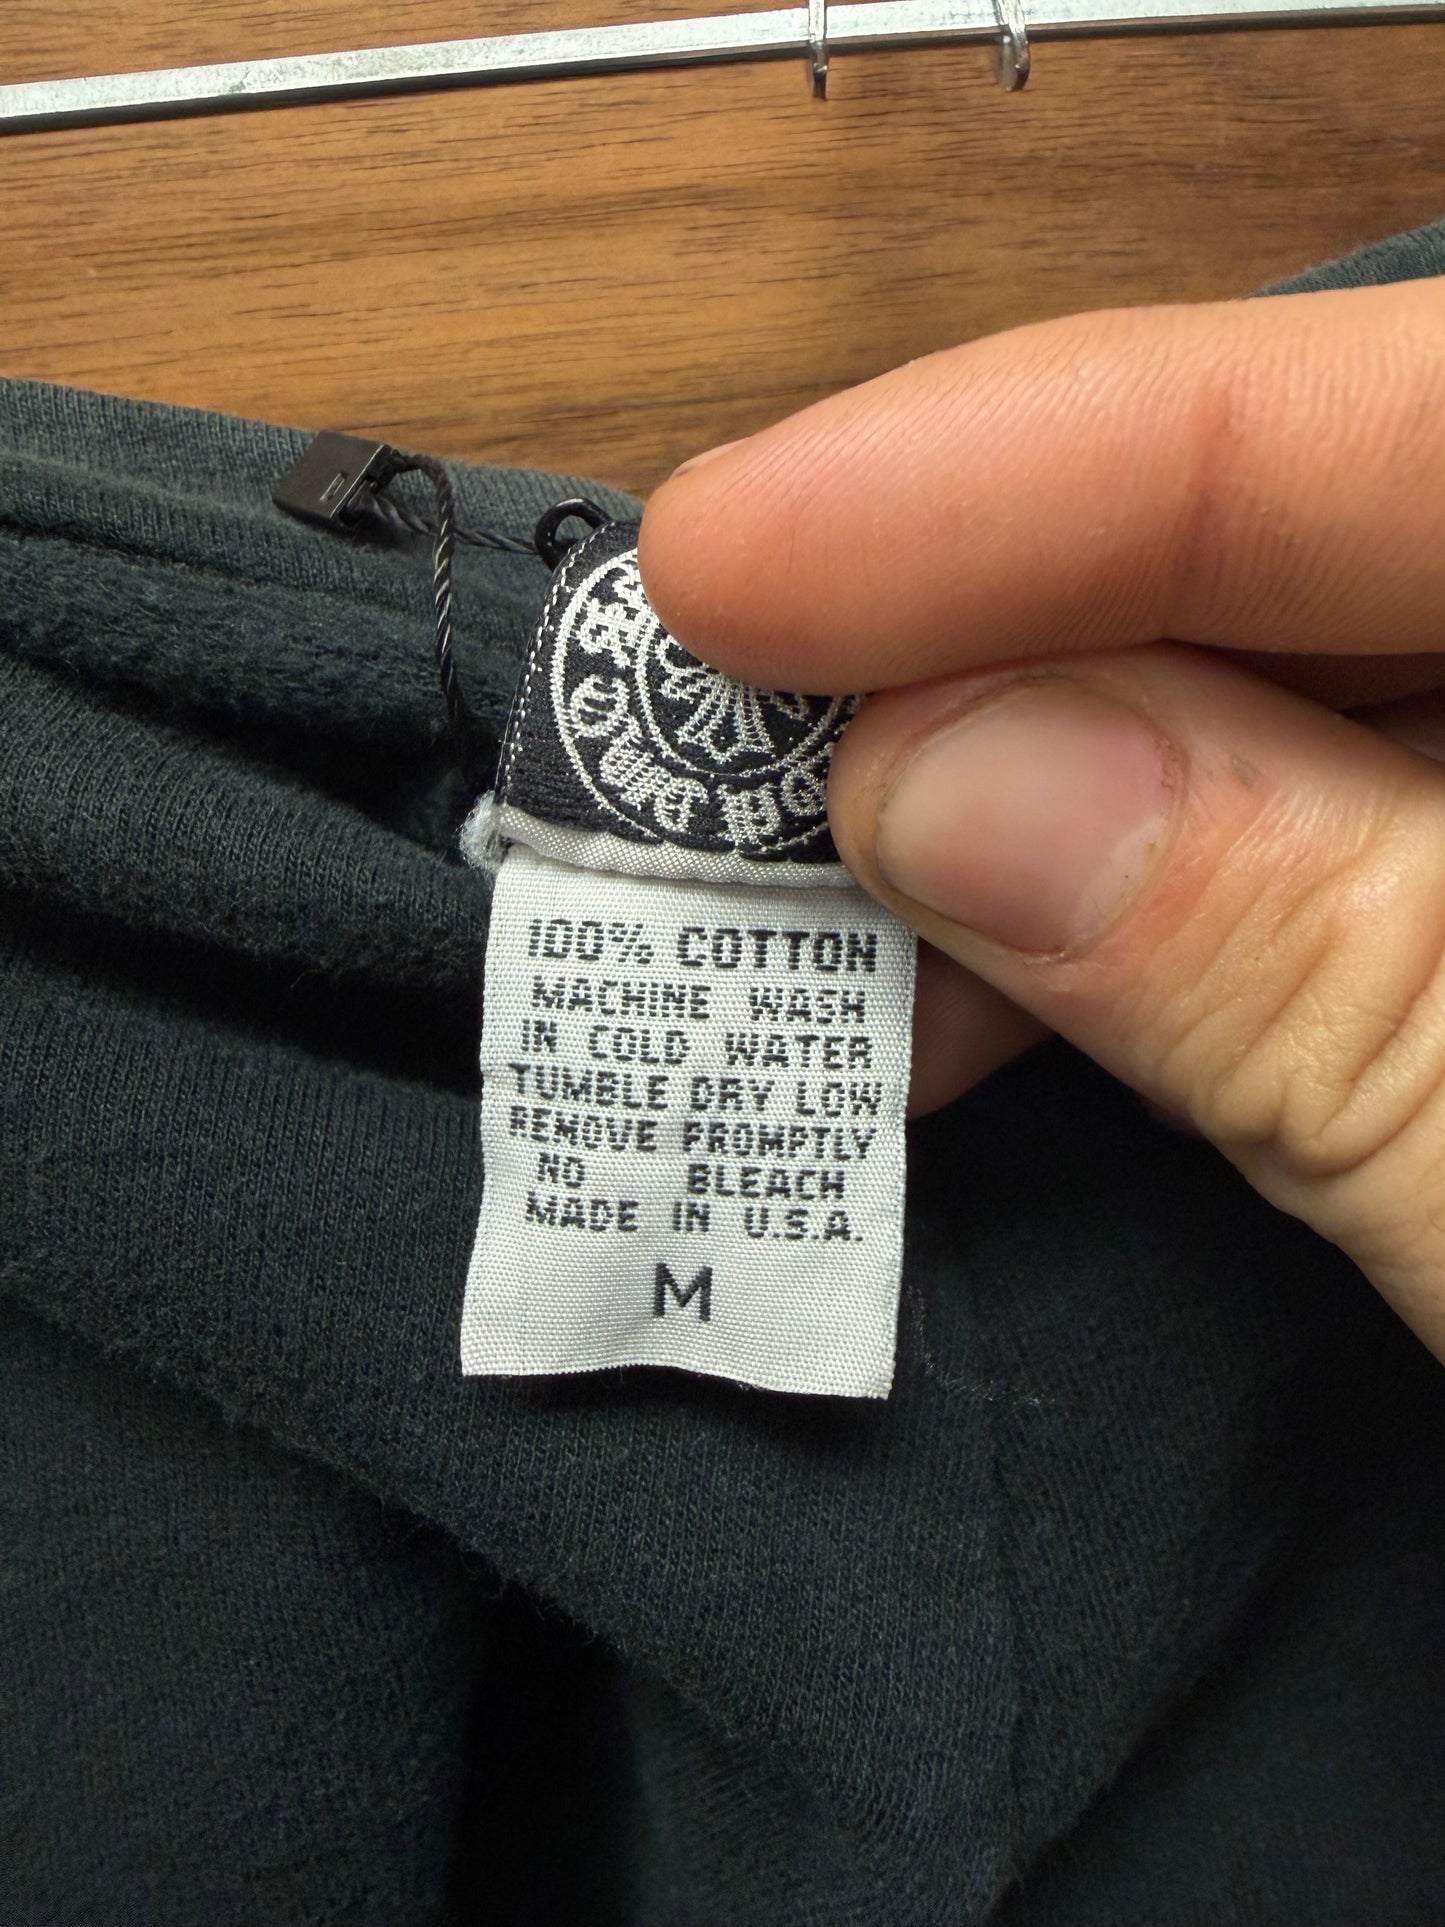 100% COTTON
MACHINE WASH
IN COLD WATER
TUMBLE DRY LOW
REMOVE PROMPTLY
NO BLEACH
MADE IN U.S.A.
M